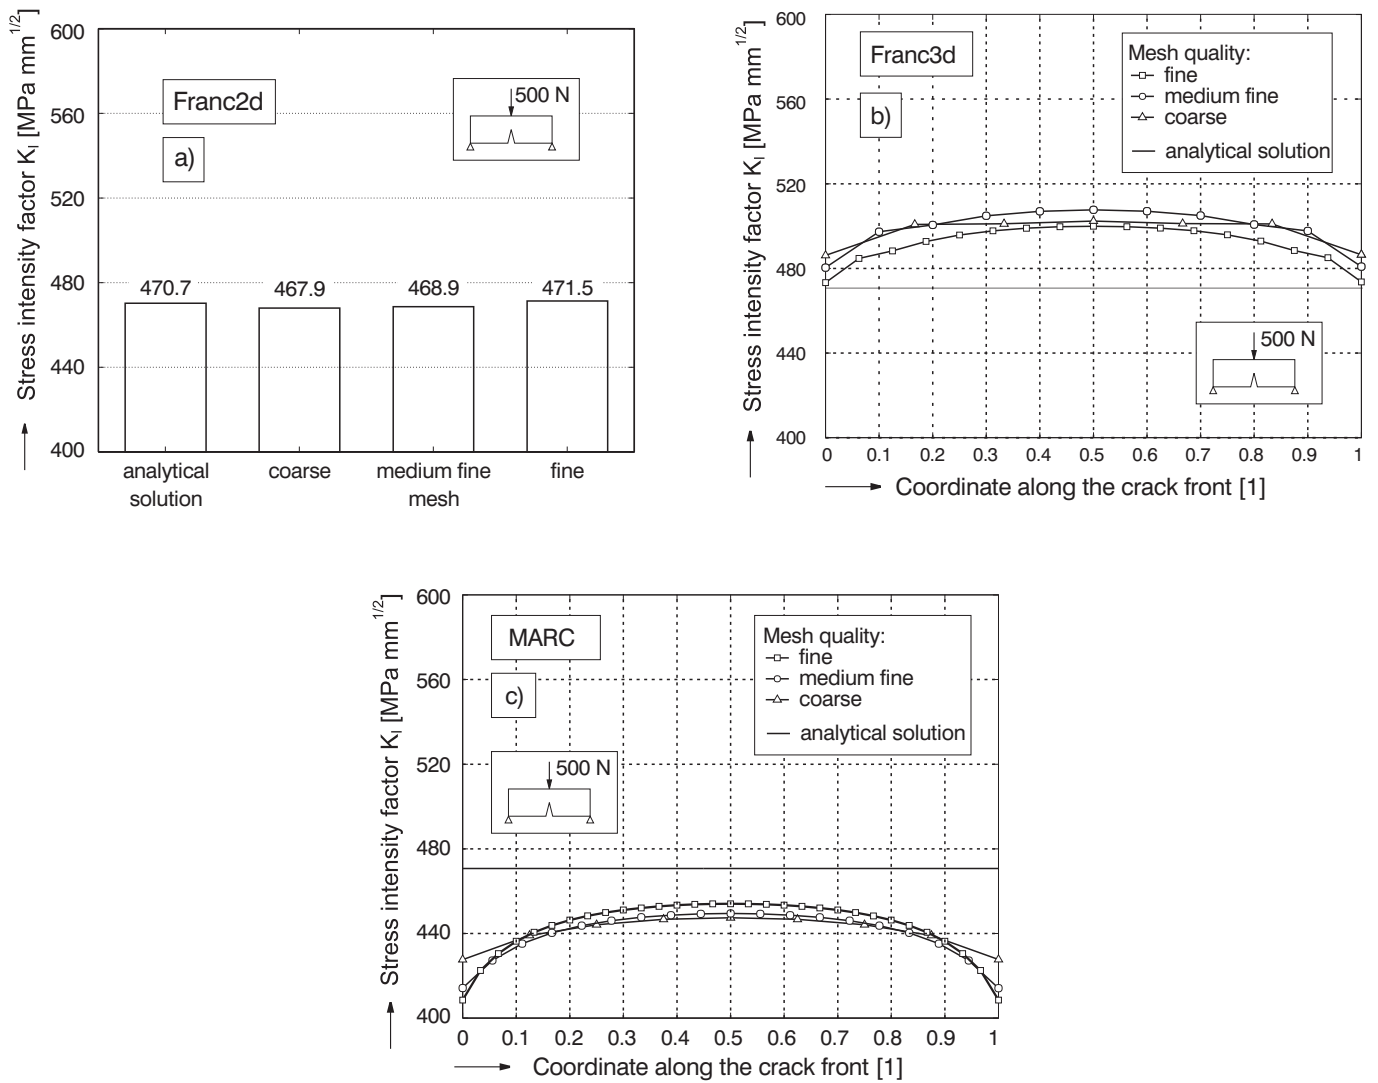 Stress intensity factor K_I [MPa mm^1/2]
600
560
520
480
440
400
Franc2d
a)
500 N
470.7
467.9
468.9
471.5
analytical solution
coarse
medium fine
fine
mesh
Stress intensity factor K_I [MPa mm^1/2]
600
560
520
480
440
400
Franc3d
b)
Mesh quality:
fine
medium fine
coarse
analytical solution
500 N
0 0.1 0.2 0.3 0.4 0.5 0.6 0.7 0.8 0.9 1
Coordinate along the crack front [1]
Stress intensity factor K_I [MPa mm^1/2]
600
560
520
480
440
400
MARC
c)
500 N
Mesh quality:
fine
medium fine
coarse
analytical solution
0 0.1 0.2 0.3 0.4 0.5 0.6 0.7 0.8 0.9 1
Coordinate along the crack front [1]